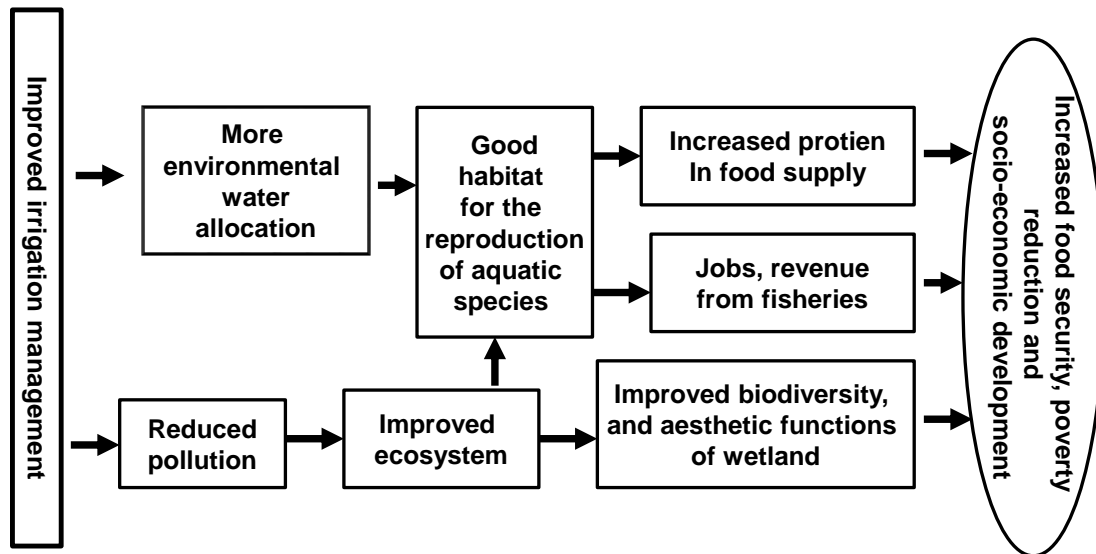 Improved irrigation management
More
environmental
water
allocation
Good
habitat
for the
reproduction
of aquatic
species
Increased protien
In food supply
Jobs, revenue
from fisheries
Reduced
pollution
Improved
ecosystem
Improved biodiversity,
and aesthetic functions
of wetland
Increased food security, poverty
reduction and
socio-economic development